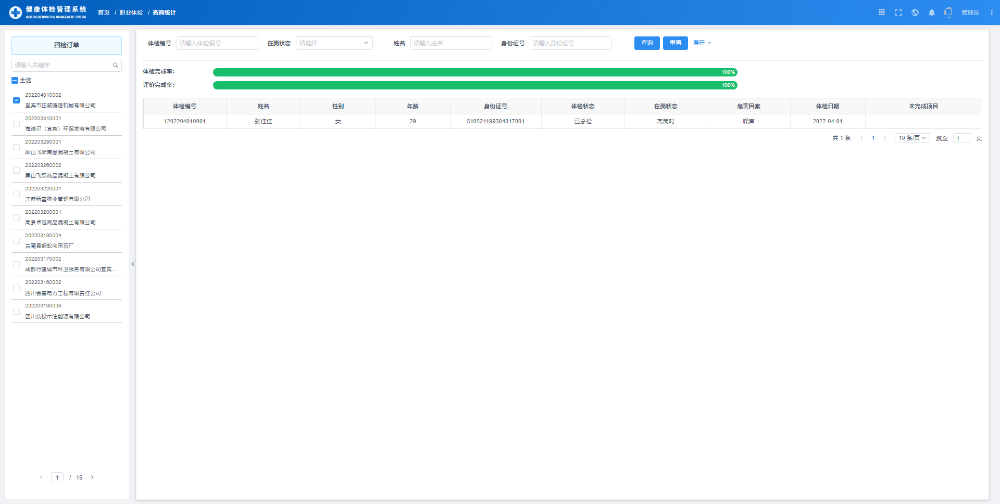 健康体检管理系统
HEALTH EXCMINATION MANAGEMENT SYSTEM
首页 / 职业体检 / 查询统计
管理员
团检订单
请输入关键字
全选
202204010002
宜宾市正威铸造机械有限公司
202203310001
海诺尔（宜宾）环保发电有限公司
202203280001
屏山飞跃商品混凝土有限公司
202203260002
屏山飞跃商品混凝土有限公司
202203220001
江苏新鑫物业管理有限公司
202203200001
高县卓越商品混凝土有限公司
202203190004
古蔺县蚂蚁沟采石厂
202203170002
成都行建城市环卫服务有限公司宜宾...
202203160002
四川金塞电力工程有限责任公司
202203160006
四川交投中油能源有限公司
1 / 15
体检编号 请输入体检编号 在岗状态 请选择 姓名 请输入姓名 身份证号 请输入身份证号 查询 重置 展开
体检完成率： 100%
评价完成率： 100%
体检编号 姓名 性别 年龄 身份证号 体检状态 在岗状态 危害因素 体检日期 未完成项目
1202204010001 张佳佳 女 29 510521199304017001 已总检 离岗时 噪声 2022-04-01
共 1 条 1 10 条/页 跳至 1 页